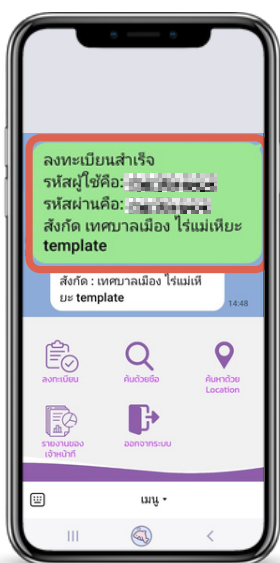 ลงทะเบียนสำเร็จ
รหัสผู้ใช้คือ:
รหัสผ่านคือ:
สังกัด เทศบาลเมือง ไร่แม่เหียะ
template
สังกัด : เทศบาลเมือง ไร่แม่เหี
ยะ template
14:48
ลงทะเบียน
ค้นด้วยชื่อ
ค้นหาด้วย
Location
รายงานของ
เจ้าหน้าที่
ออกจากระบบ
เมนู